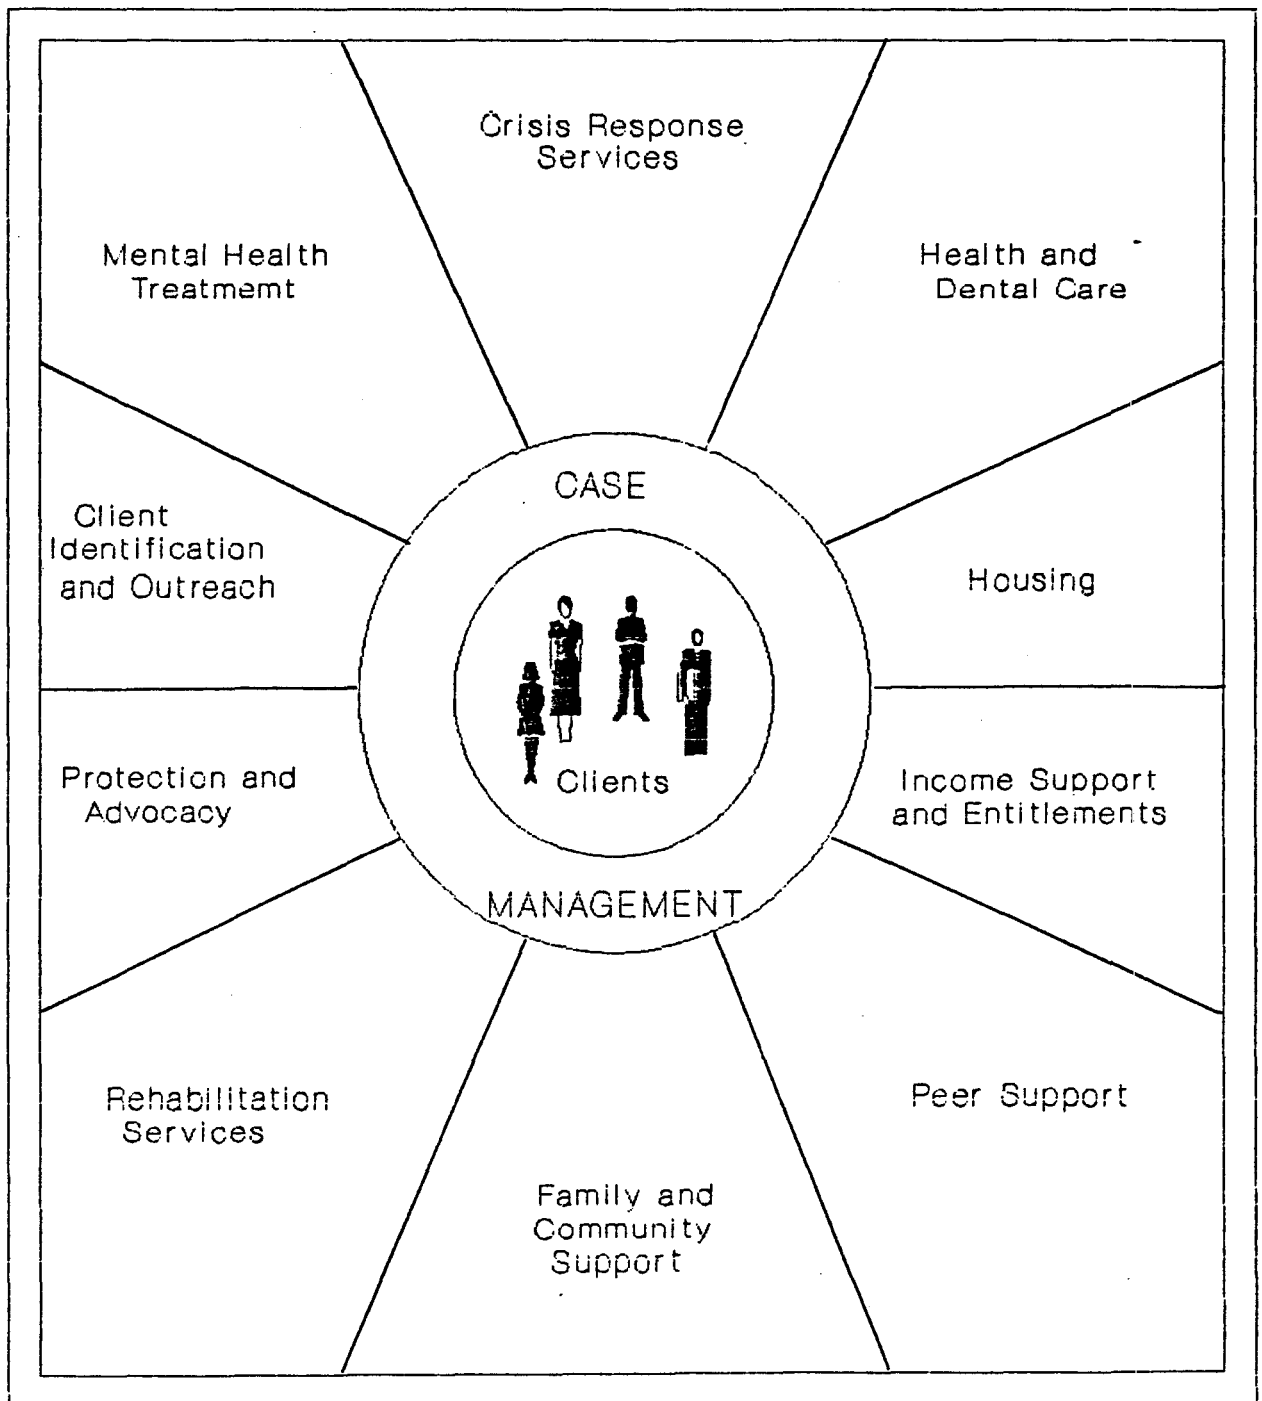 Crisis Response
Services
Mental Health
Treatmemt
Health and
Dental Care
CASE
Client
Identification
and Outreach
Housing
Clients
Protection and
Advocacy
Income Support
and Entitlements
MANAGEMENT
Rehabilitation
Services
Peer Support
Family and
Community
Support